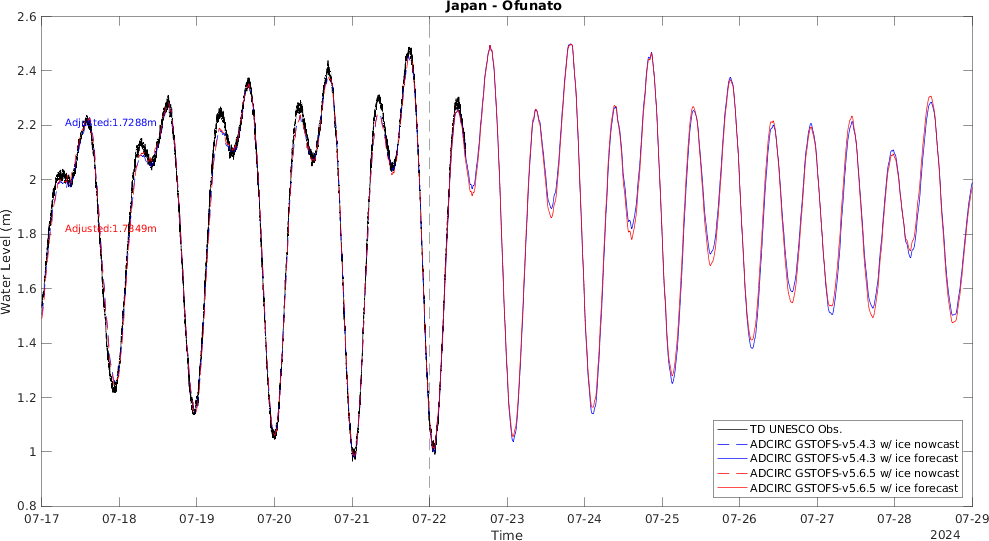 Japan - Ofunato
2.6
2.4
2.2
2
1.8
1.6
1.4
1.2
1
0.8
Water Level (m)
Adjusted:1.7288m
Adjusted:1.7349m
TD UNESCO Obs.
ADCIRC GSTOFS-v5.4.3 w/ ice nowcast
ADCIRC GSTOFS-v5.4.3 w/ ice forecast
ADCIRC GSTOFS-v5.6.5 w/ ice nowcast
ADCIRC GSTOFS-v5.6.5 w/ ice forecast
07-17 07-18 07-19 07-20 07-21 07-22 07-23 07-24 07-25 07-26 07-27 07-28 07-29
Time
2024